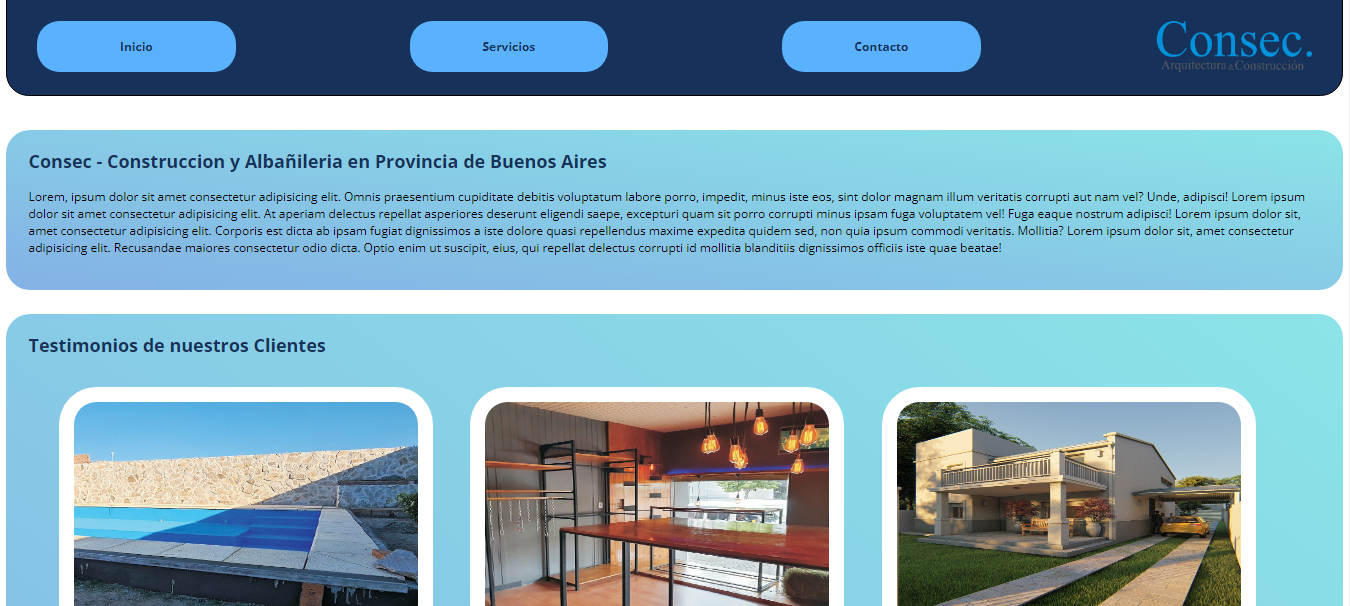 Inicio
Servicios
Contacto
Consec.
Arquitectura & Construcción
Consec - Construccion y Albañileria en Provincia de Buenos Aires
Lorem, ipsum dolor sit amet consectetur adipisicing elit. Omnis praesentium cupiditate debitis voluptatum labore porro, impedit, minus iste eos, sint dolor magnam illum veritatis corrupti aut nam vel? Unde, adipisci! Lorem ipsum
dolor sit amet consectetur adipisicing elit. At aperiam delectus repellat asperiores deserunt eligendi saepe, excepturi quam sit porro corrupti minus ipsam fuga voluptatem vel! Fuga eaque nostrum adipisci! Lorem ipsum dolor sit,
amet consectetur adipisicing elit. Corporis est dicta ab ipsam fugiat dignissimos a iste dolore quasi repellendus maxime expedita quidem sed, non quia ipsum commodi veritatis. Mollitia? Lorem ipsum dolor sit, amet consectetur
adipisicing elit. Recusandae maiores consectetur odio dicta. Optio enim ut suscipit, eius, qui repellat delectus corrupti id mollitia blanditiis dignissimos officiis iste quae beatae!
Testimonios de nuestros Clientes